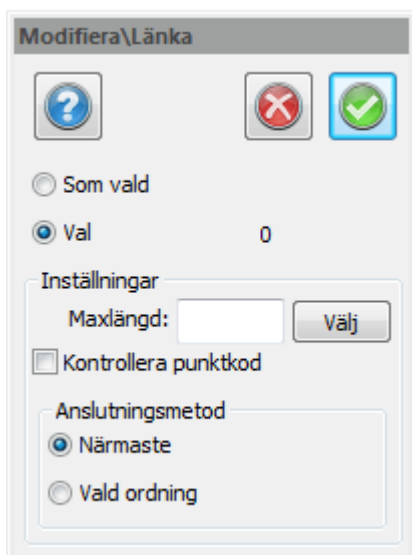 Modifiera\Länka
Som vald
Val 0
Inställningar
Maxlängd: Välj
Kontrollera punktkod
Anslutningsmetod
Närmaste
Vald ordning